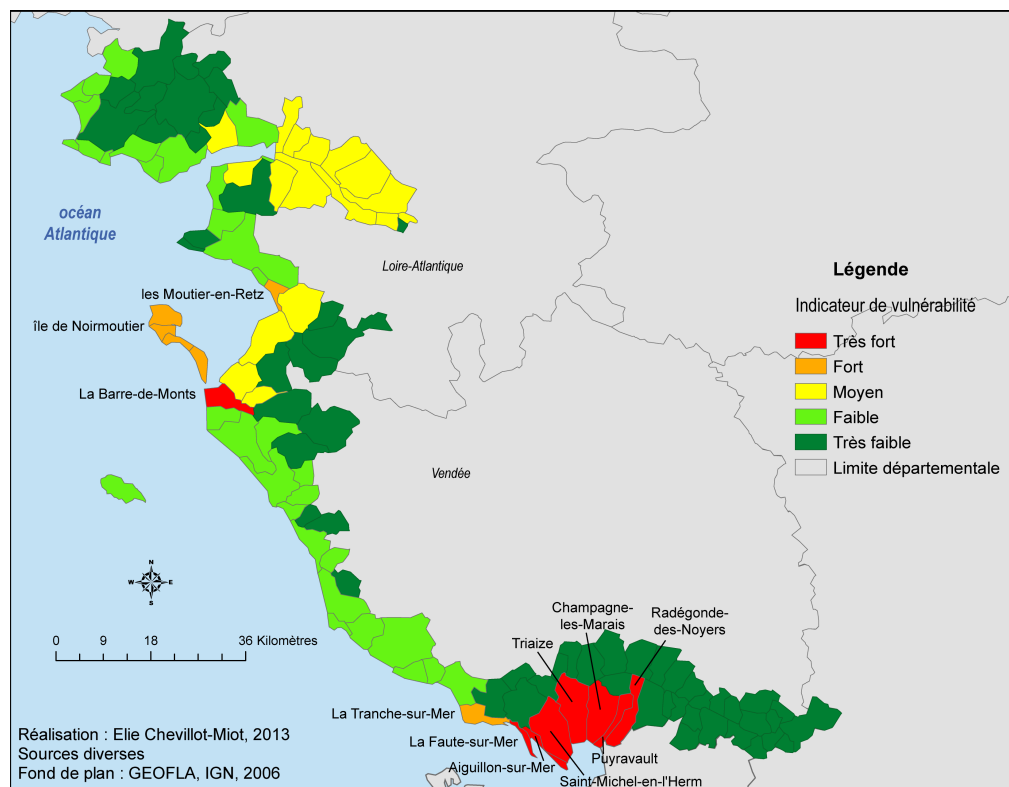 océan
Atlantique
Loire-Atlantique
les Moutier-en-Retz
île de Noirmoutier
La Barre-de-Monts
Vendée
Légende
Indicateur de vulnérabilité
Très fort
Fort
Moyen
Faible
Très faible
Limite départementale
N
W
E
S
0 9 18 36 Kilomètres
Champagne-
les-Marais
Radégonde-
des-Noyers
Triaize
La Tranche-sur-Mer
La Faute-sur-Mer
Aiguillon-sur-Mer
Puyravault
Saint-Michel-en-l'Herm
Réalisation : Elie Chevillot-Miot, 2013
Sources diverses
Fond de plan : GEOFLA, IGN, 2006